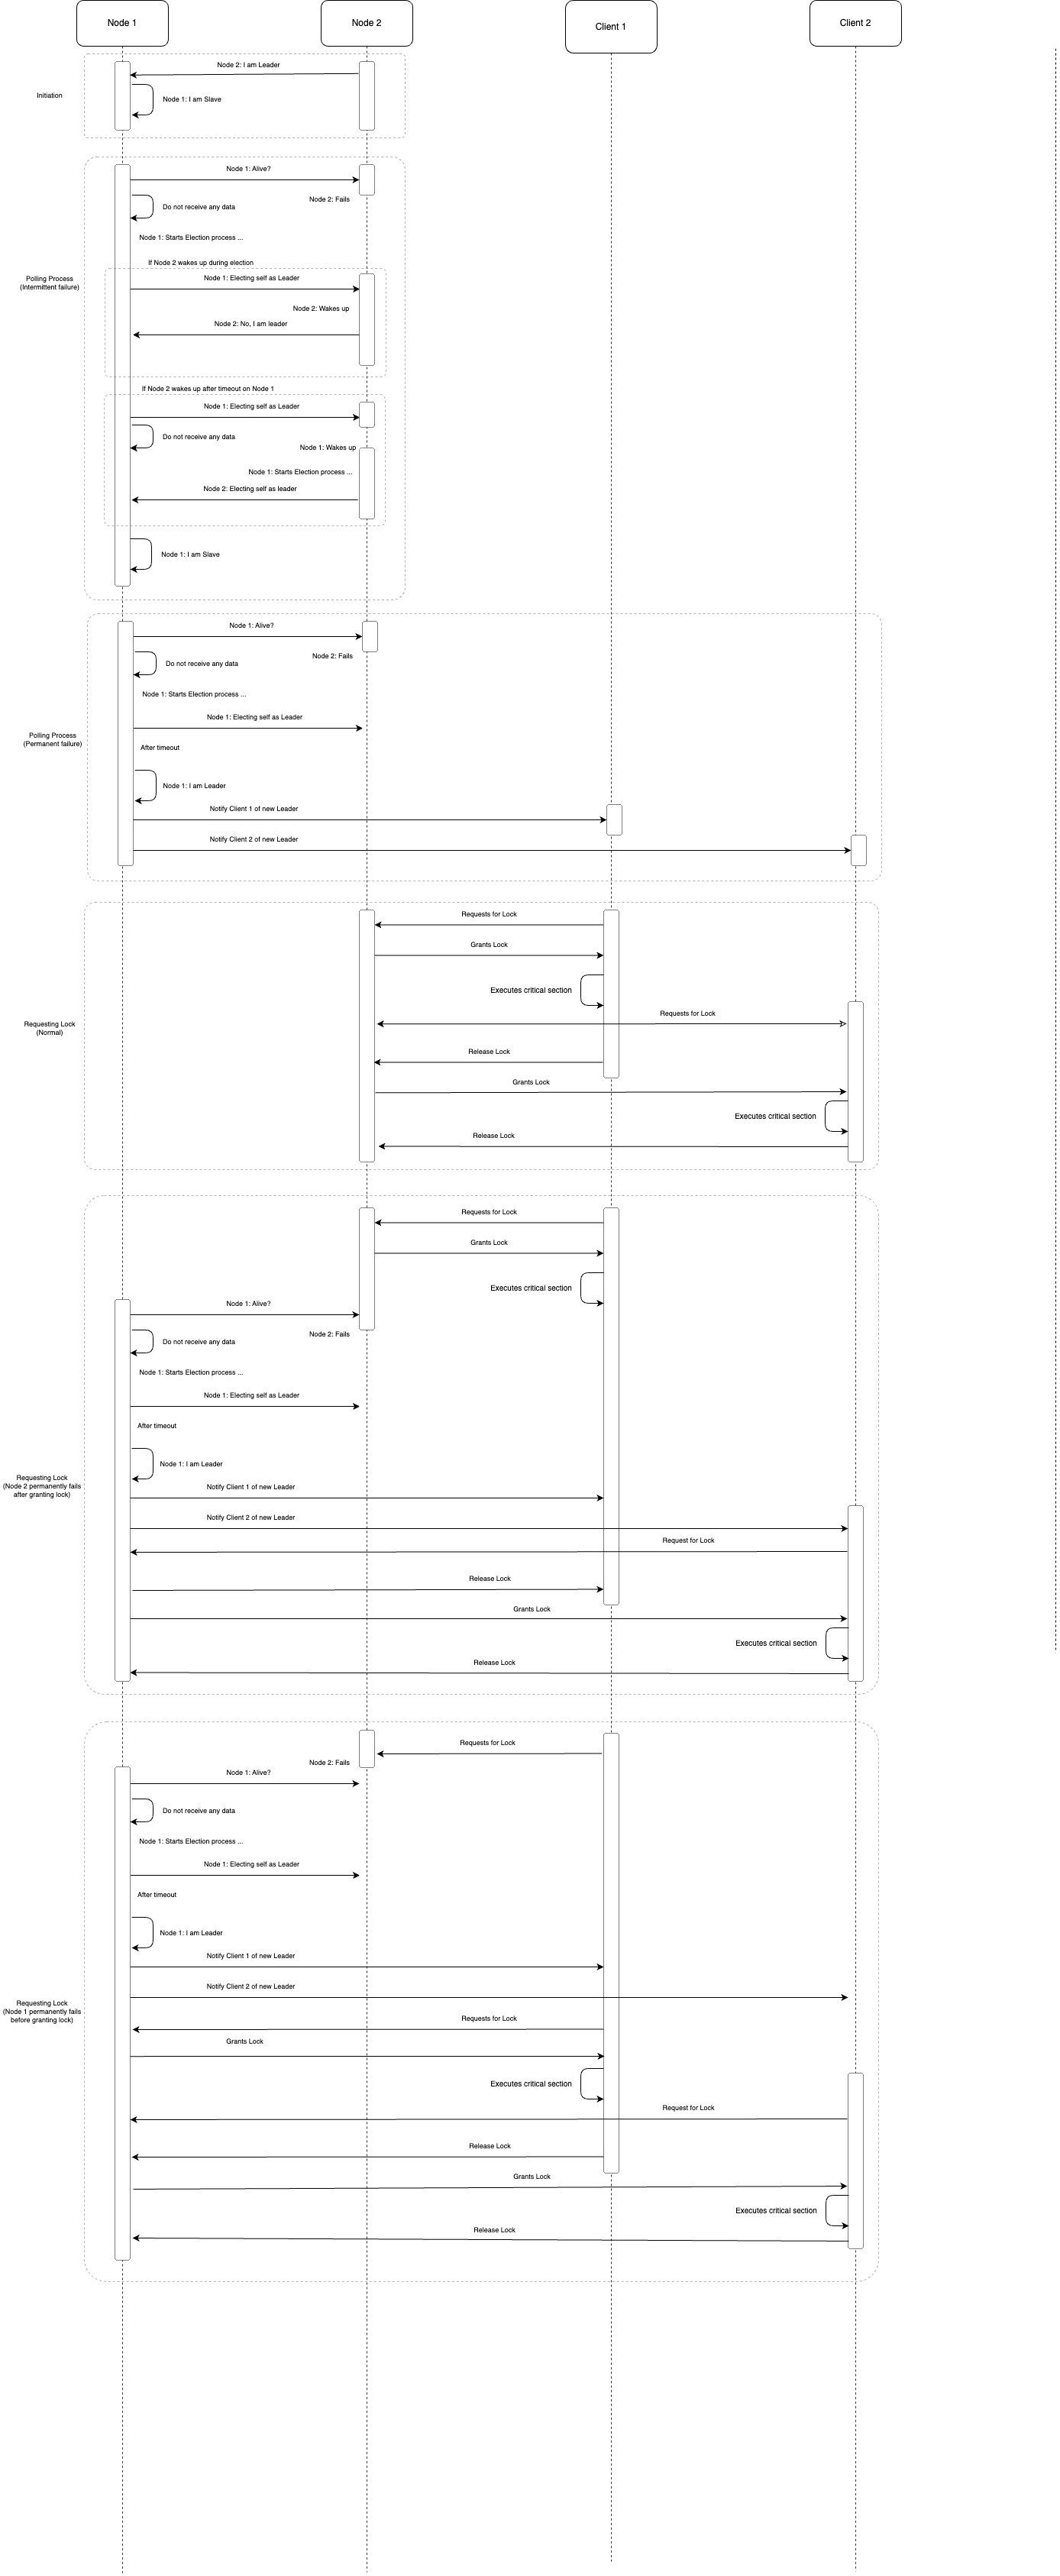 Node 1
Node 2
Client 1
Client 2
Initiation
Node 2: I am Leader
Node 1: I am Slave
Polling Process
(Intermittent failure)
Node 1: Alive?
Node 2: Fails
Do not receive any data
Node 1: Starts Election process ...
If Node 2 wakes up during election
Node 1: Electing self as Leader
Node 2: Wakes up
Node 2: No, I am leader
If Node 2 wakes up after timeout on Node 1
Node 1: Electing self as Leader
Do not receive any data
Node 1: Wakes up
Node 1: Starts Election process ...
Node 2: Electing self as leader
Node 1: I am Slave
Polling Process
(Permanent failure)
Node 1: Alive?
Node 2: Fails
Do not receive any data
Node 1: Starts Election process ...
Node 1: Electing self as Leader
After timeout
Node 1: I am Leader
Notify Client 1 of new Leader
Notify Client 2 of new Leader
Requesting Lock
(Normal)
Requests for Lock
Grants Lock
Executes critical section
Requests for Lock
Release Lock
Grants Lock
Executes critical section
Release Lock
Requesting Lock
(Node 2 permanently fails
after granting lock)
Requests for Lock
Grants Lock
Executes critical section
Node 1: Alive?
Node 2: Fails
Do not receive any data
Node 1: Starts Election process ...
Node 1: Electing self as Leader
After timeout
Node 1: I am Leader
Notify Client 1 of new Leader
Notify Client 2 of new Leader
Request for Lock
Release Lock
Grants Lock
Executes critical section
Release Lock
Requesting Lock
(Node 1 permanently fails
before granting lock)
Requests for Lock
Node 2: Fails
Node 1: Alive?
Do not receive any data
Node 1: Starts Election process ...
Node 1: Electing self as Leader
After timeout
Node 1: I am Leader
Notify Client 1 of new Leader
Notify Client 2 of new Leader
Requests for Lock
Grants Lock
Executes critical section
Request for Lock
Release Lock
Grants Lock
Executes critical section
Release Lock